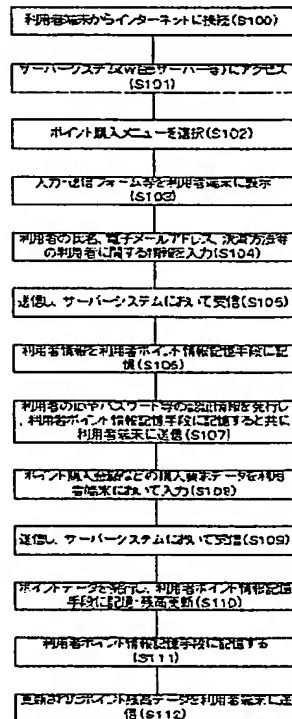 利用者端末からインターネットに接続(S100)
サーバーシステム(WEBサーバー等)にアクセス
(S101)
ポイント購入メニューを選択(S102)
入力・送信フォーム等を利用者端末に表示
(S103)
利用者の氏名、電子メールアドレス、決済方法等
の利用者に関する情報を入力(S104)
送信し、サーバーシステムにおいて受信(S105)
利用者情報を利用者ポイント情報記憶手段に記
憶(S106)
利用者のIDやパスワード等の認証情報を発行し
、利用者ポイント情報記憶手段に記憶すると共に
利用者端末に送信(S107)
ポイント購入金額などの購入要求データを利用
者端末において入力(S108)
送信し、サーバーシステムにおいて受信(S109)
ポイントデータを発行し、利用者ポイント情報記憶
手段に記憶・残高更新(S110)
利用者ポイント情報記憶手段に記憶する
(S111)
更新されたポイント残高データを利用者端末に送
信(S112)